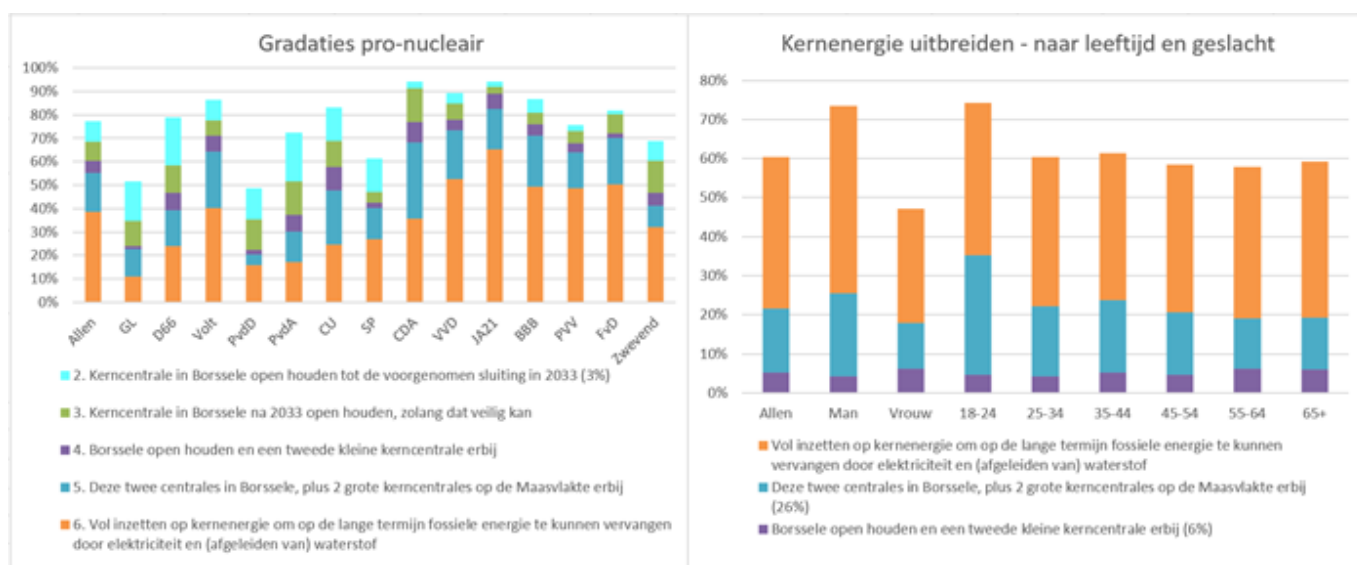 Gradaties pro-nucleair
100%
90%
80%
70%
60%
50%
40%
30%
20%
10%
0%
Allen
GL
D66
Volt
PvdD
PvdA
CU
SP
CDA
VVD
JA21
BBB
PVV
FvD
Zwevend
2. Kerncentrale in Borssele open houden tot de voorgenomen sluiting in 2033 (3%)
3. Kerncentrale in Borssele na 2033 open houden, zolang dat veilig kan
4. Borssele open houden en een tweede kleine kerncentrale erbij
5. Deze twee centrales in Borssele, plus 2 grote kerncentrales op de Maasvlakte erbij
6. Vol inzetten op kernenergie om op de lange termijn fossiele energie te kunnen vervangen
door elektriciteit en (afgeleiden van) waterstof
Kernenergie uitbreiden - naar leeftijd en geslacht
80%
70%
60%
50%
40%
30%
20%
10%
0%
Allen
Man
Vrouw
18-24
25-34
35-44
45-54
55-64
65+
Vol inzetten op kernenergie om op de lange termijn fossiele energie te kunnen
vervangen door elektriciteit en (afgeleiden van) waterstof
Deze twee centrales in Borssele, plus 2 grote kerncentrales op de Maasvlakte erbij
(26%)
Borssele open houden en een tweede kleine kerncentrale erbij (6%)